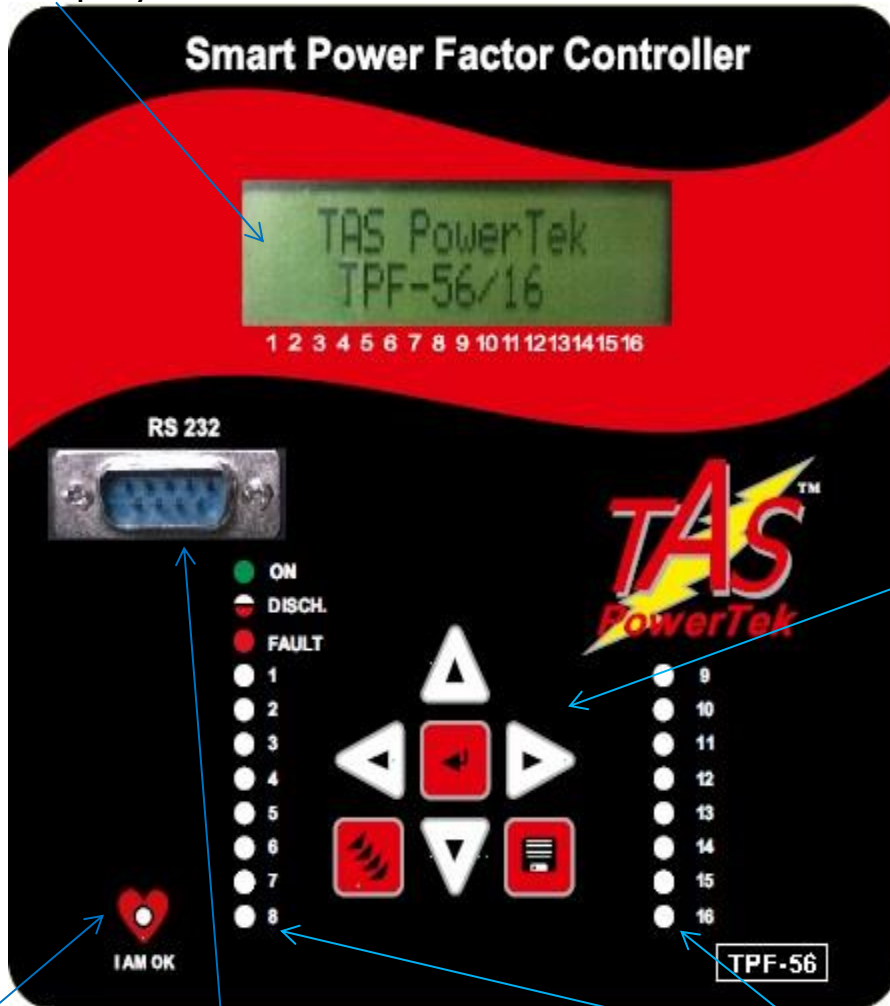 Smart Power Factor Controller
TAS PowerTek
TPF-56/16
1 2 3 4 5 6 7 8 9 10 11 12 13 14 15 16
RS 232
TAS™
PowerTek
ON
DISCH.
FAULT
1
2
3
4
5
6
7
8
9
10
11
12
13
14
15
16
I AM OK
TPF-56